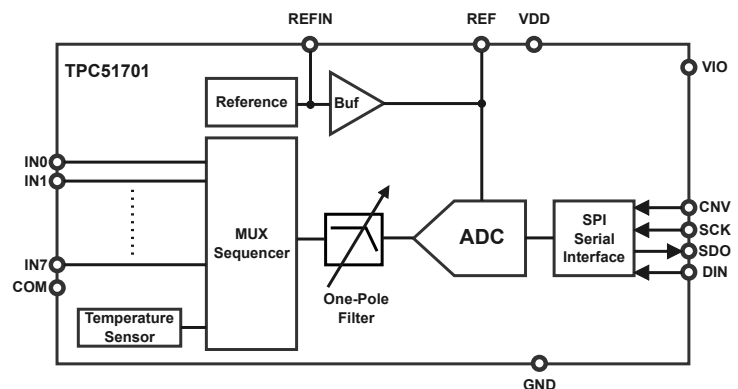 REFIN
REF
VDD
TPC51701
VIO
Reference
Buf
IN0
IN1
MUX
Sequencer
ADC
SPI
Serial
Interface
CNV
SCK
SDO
DIN
IN7
COM
One-Pole
Filter
Temperature
Sensor
GND